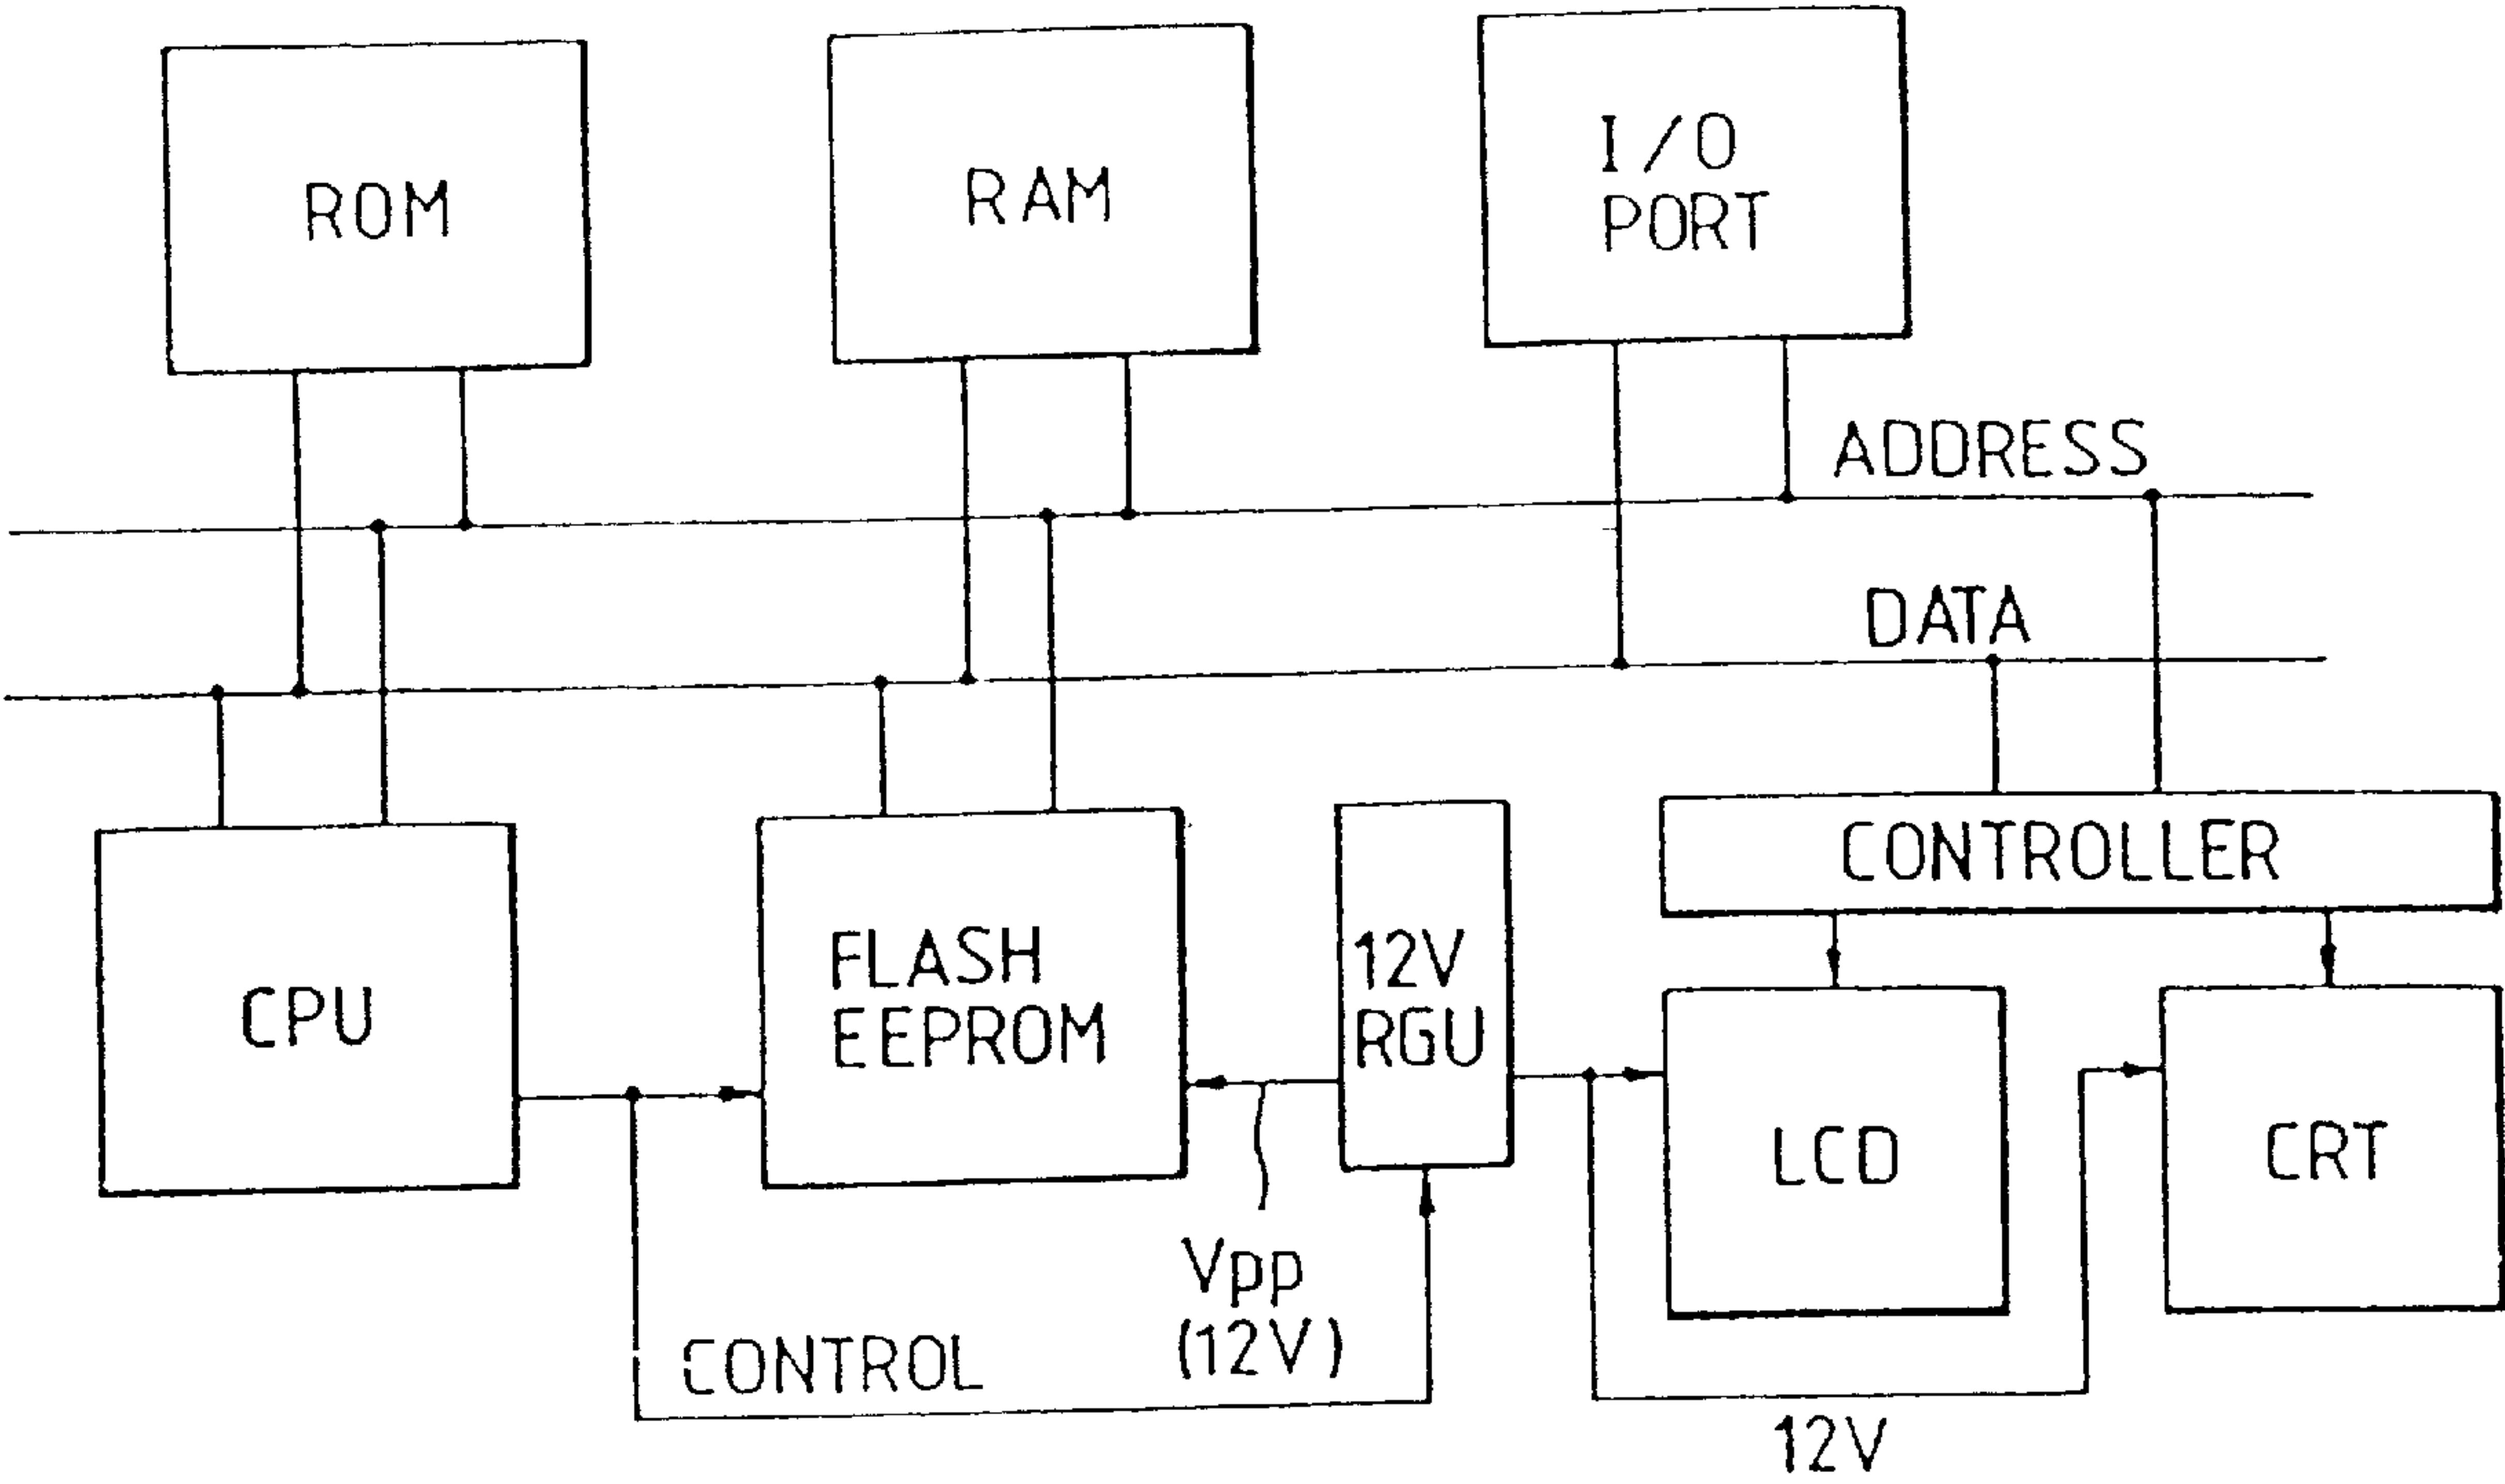 ROM
RAM
I/O
PORT
ADDRESS
DATA
CONTROLLER
CPU
FLASH
EEPROM
12V
RGU
LCD
CRT
Vpp
(12V)
CONTROL
12V